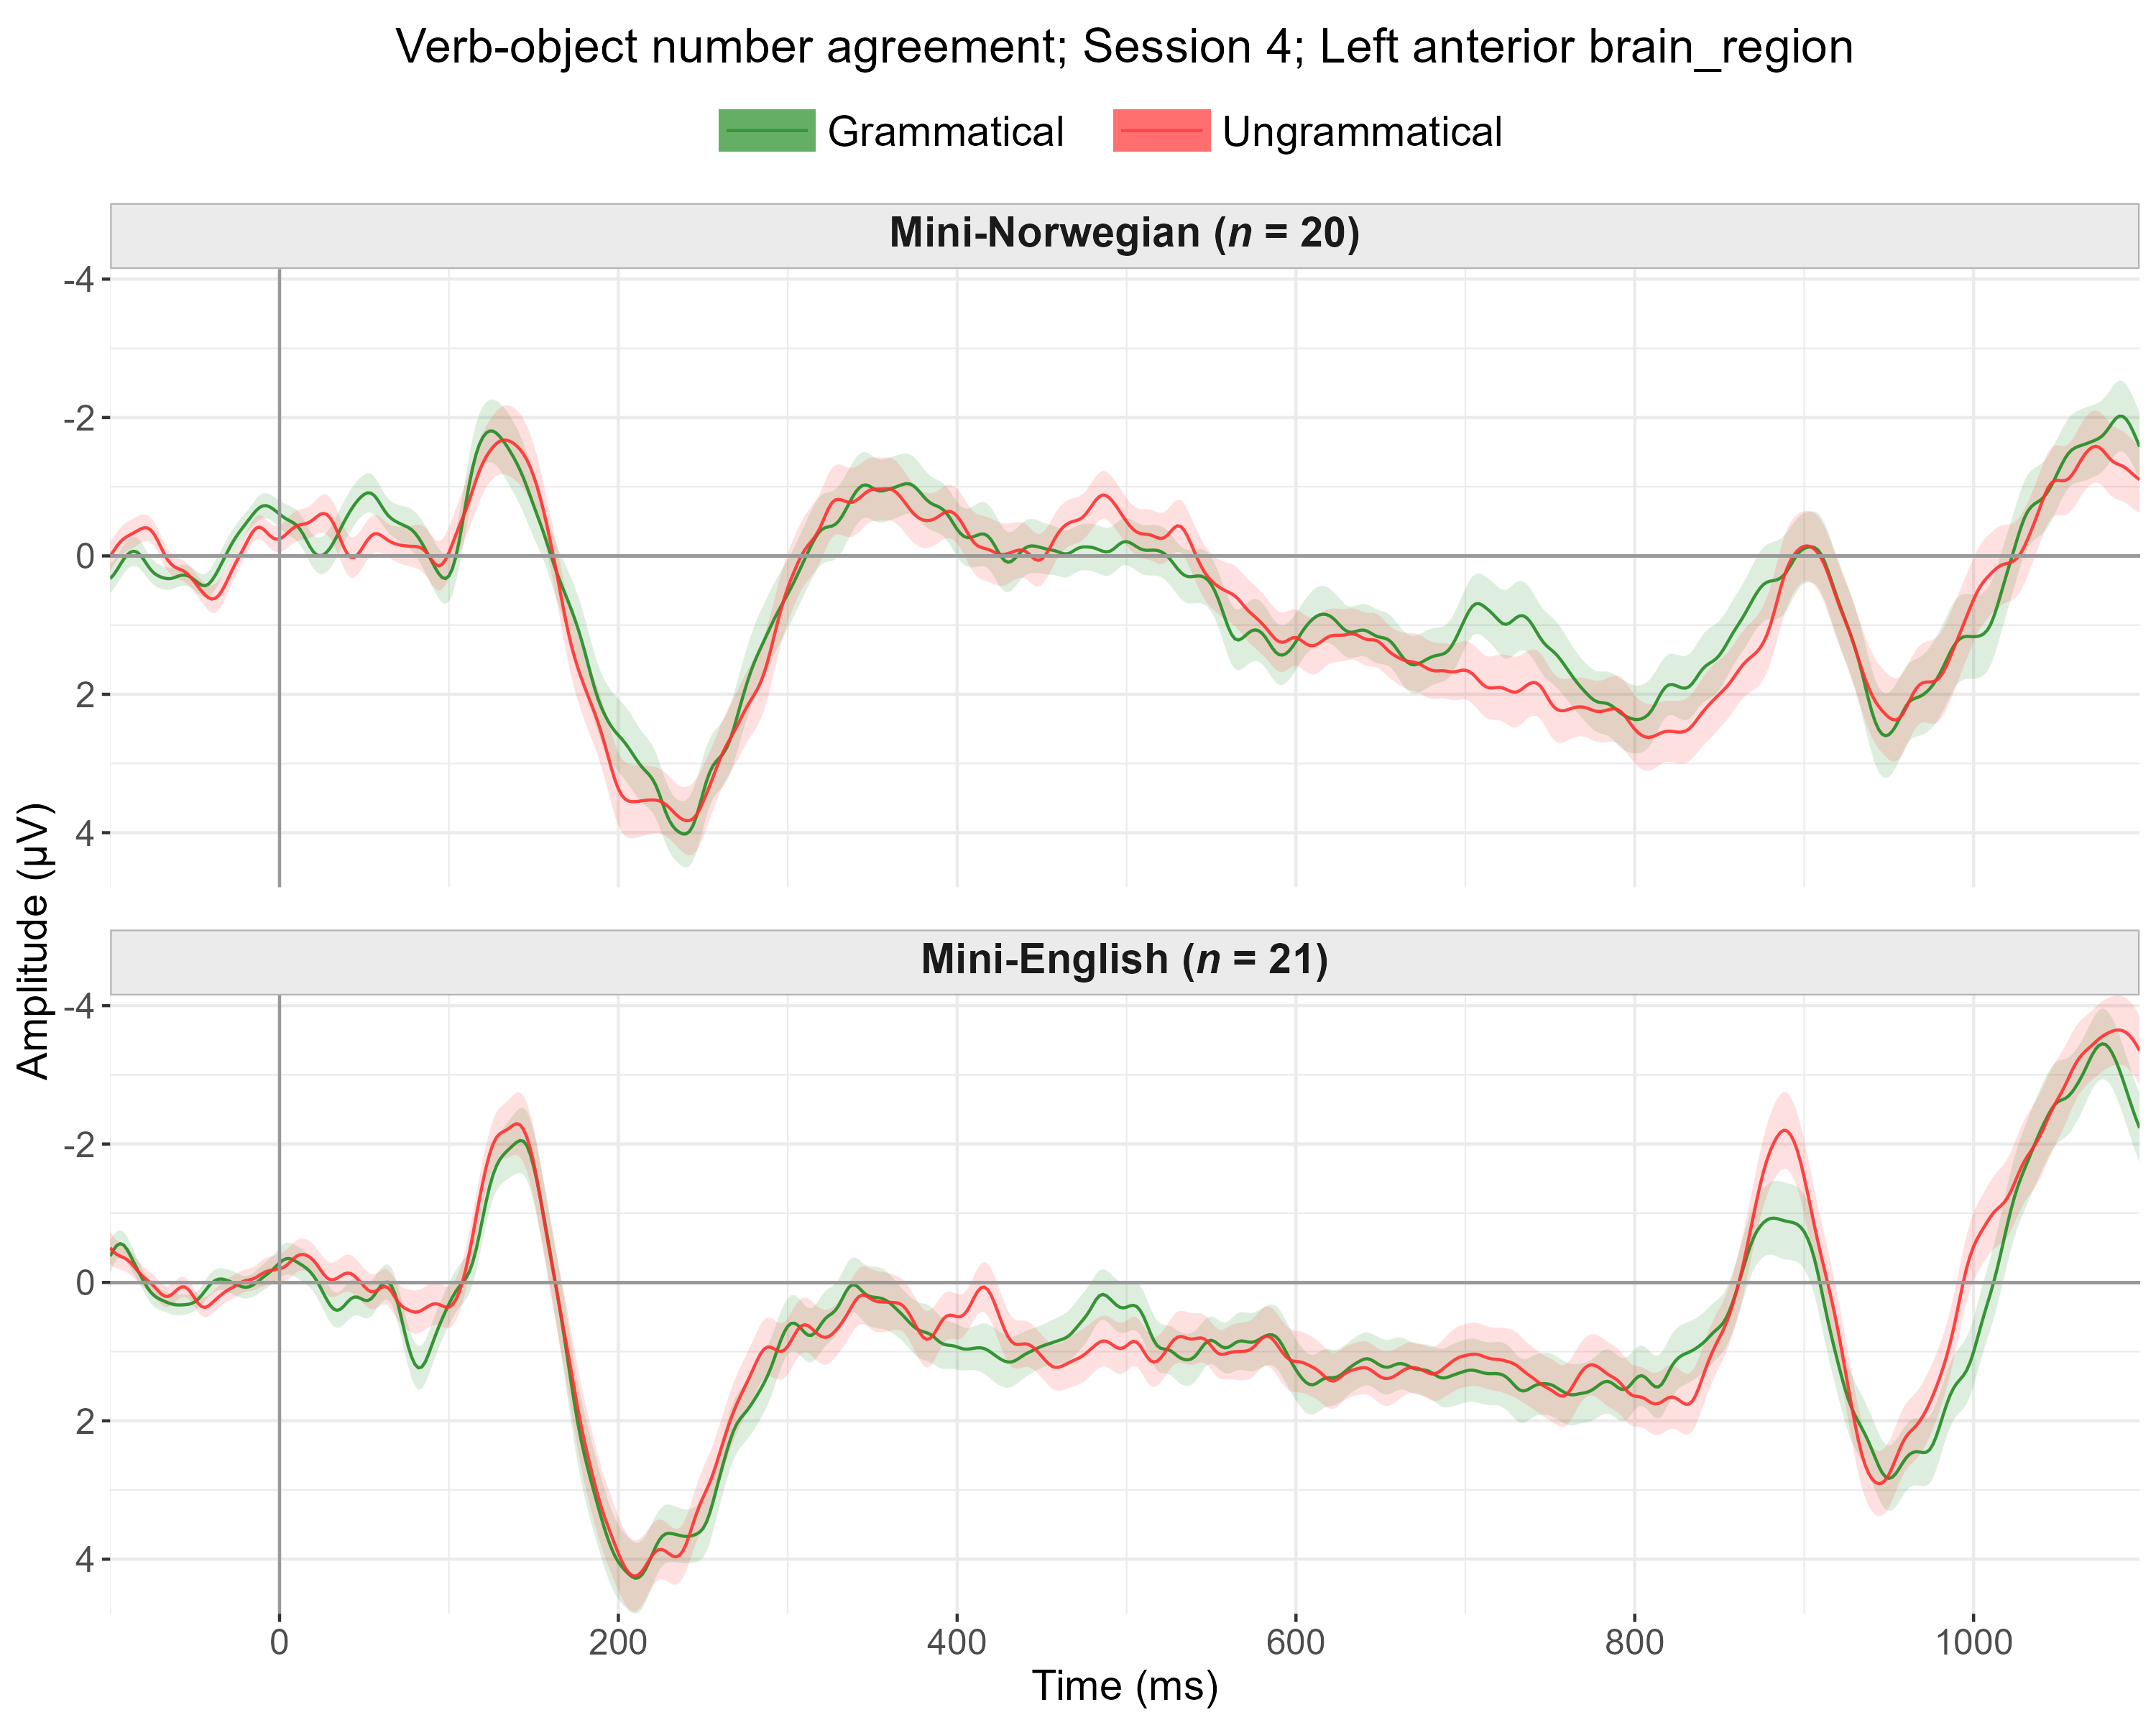 Verb-object number agreement; Session 4; Left anterior brain_region
Grammatical Ungrammatical
Mini-Norwegian (n = 20)
-4
-2
0
2
4
Mini-English (n = 21)
-4
-2
0
2
4
Amplitude (µV)
0 200 400 600 800 1000
Time (ms)